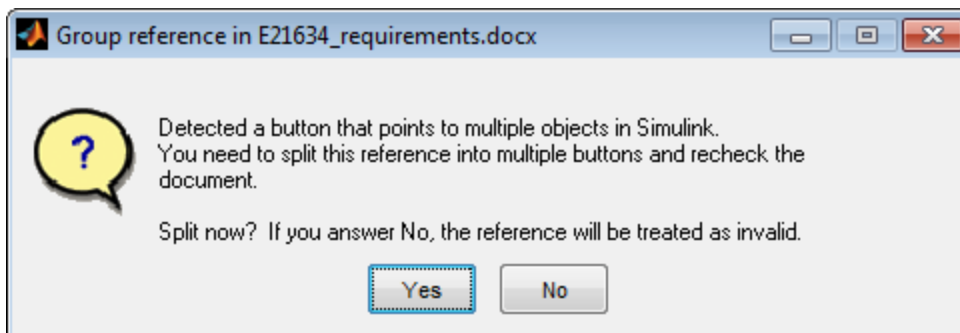 Group reference in E21634_requirements.docx
?
Detected a button that points to multiple objects in Simulink.
You need to split this reference into multiple buttons and recheck the
document.
Split now?  If you answer No, the reference will be treated as invalid.
Yes
No